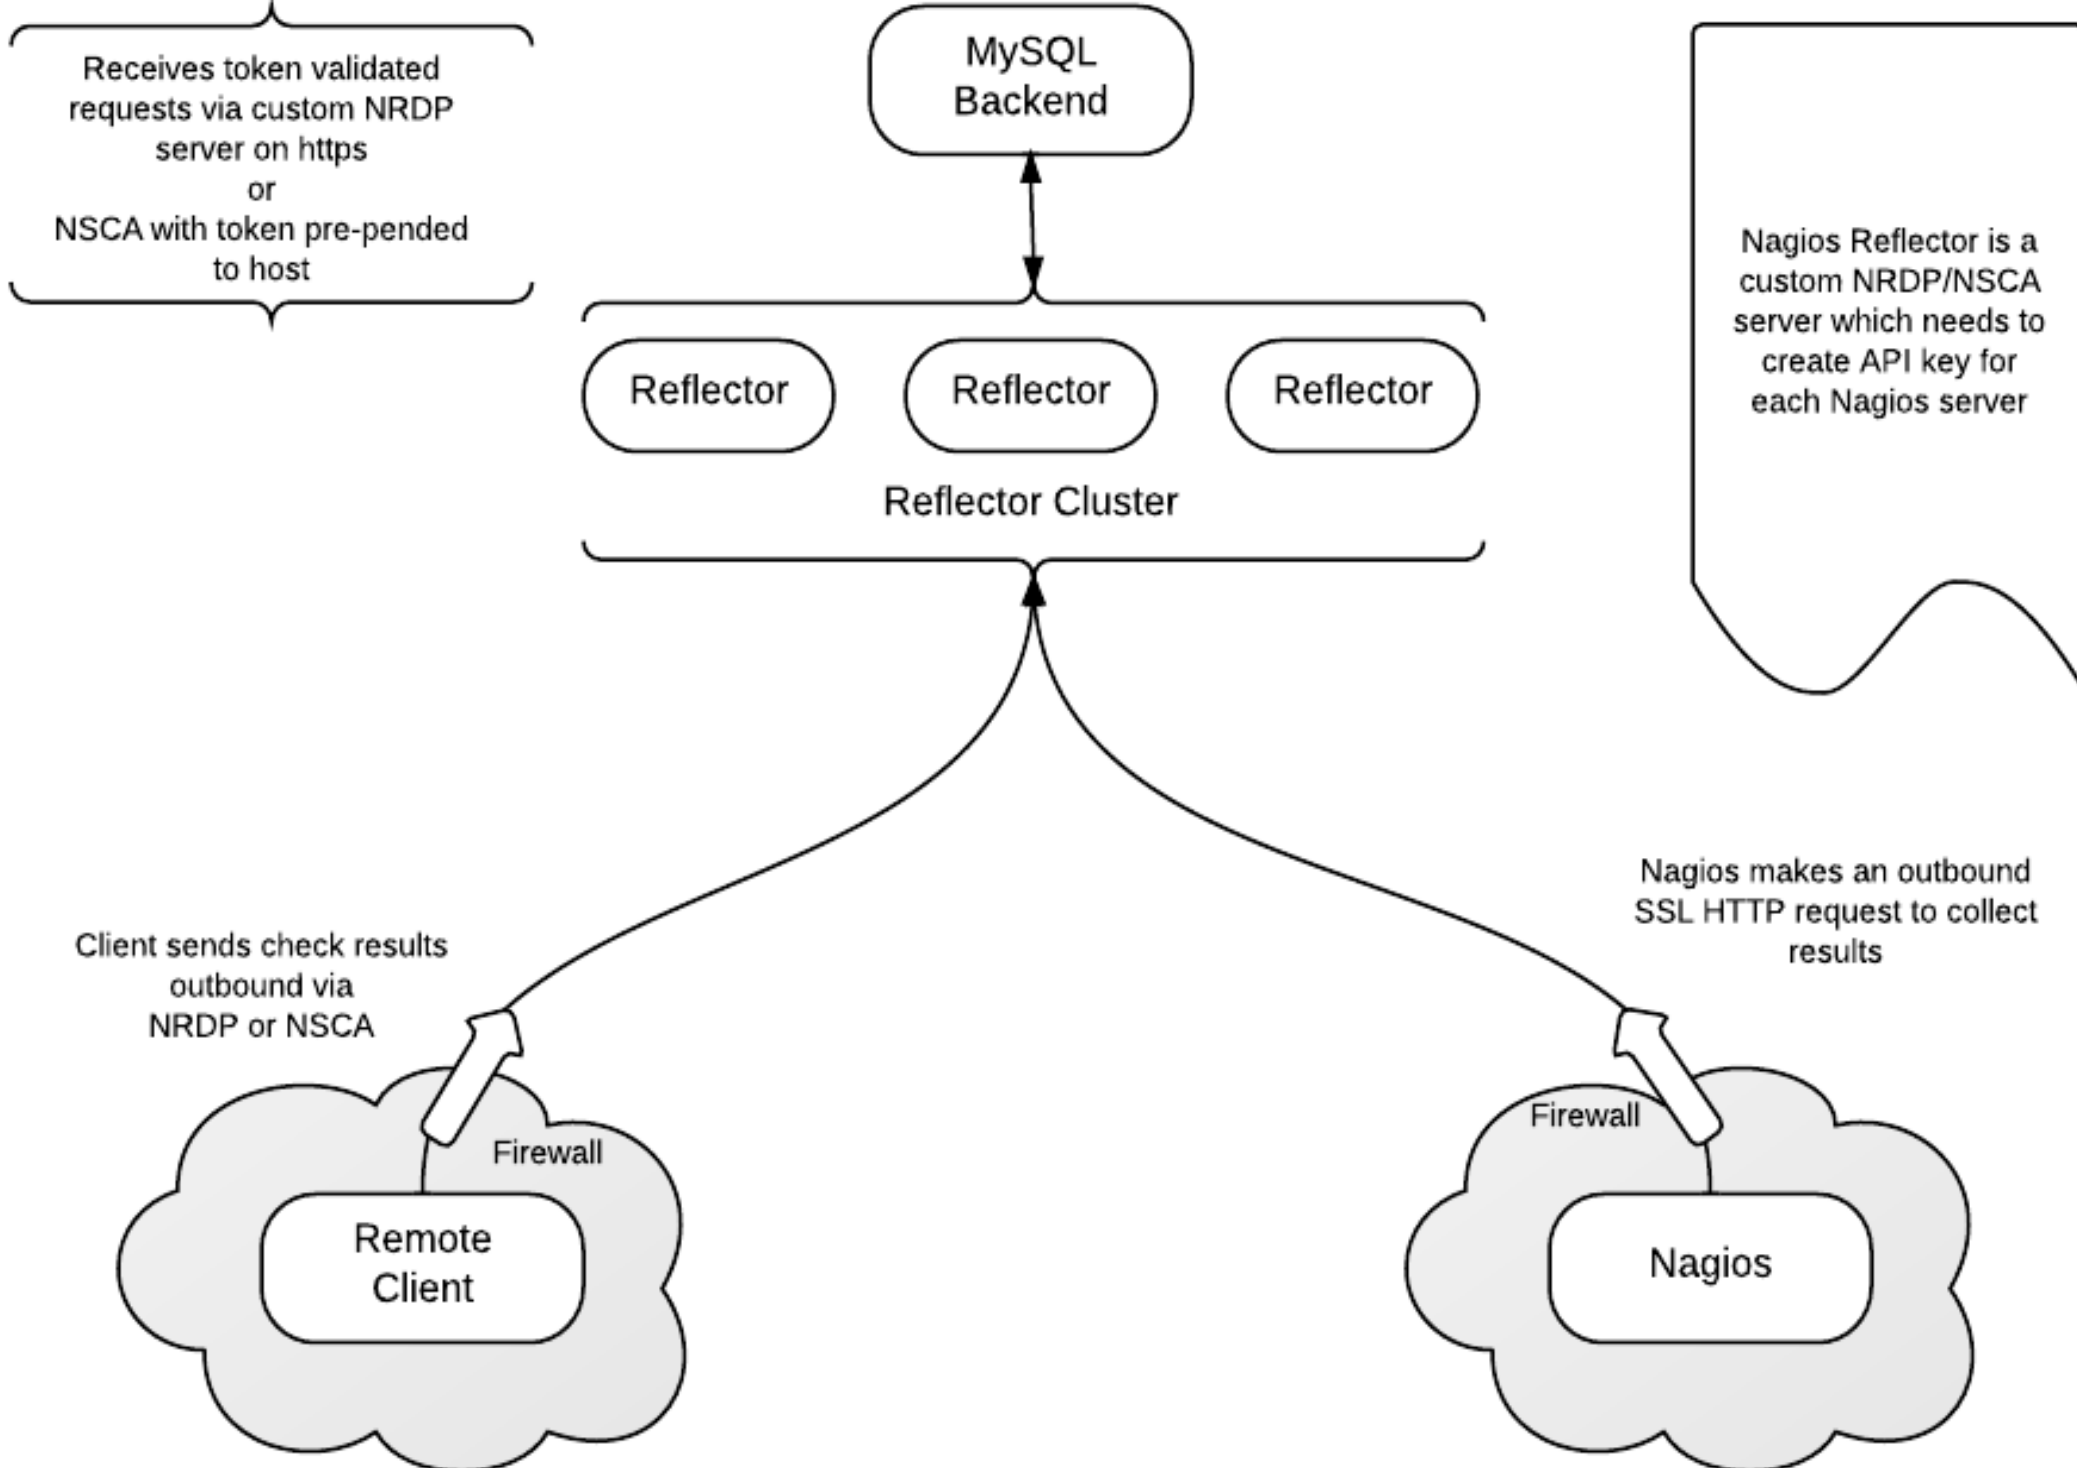 Receives token validated
requests via custom NRDP
server on https
or
NSCA with token pre-pended
to host
MySQL
Backend
Nagios Reflector is a
custom NRDP/NSCA
server which needs to
create API key for
each Nagios server
Reflector
Reflector
Reflector
Reflector Cluster
Client sends check results
outbound via
NRDP or NSCA
Nagios makes an outbound
SSL HTTP request to collect
results
Firewall
Remote
Client
Firewall
Nagios